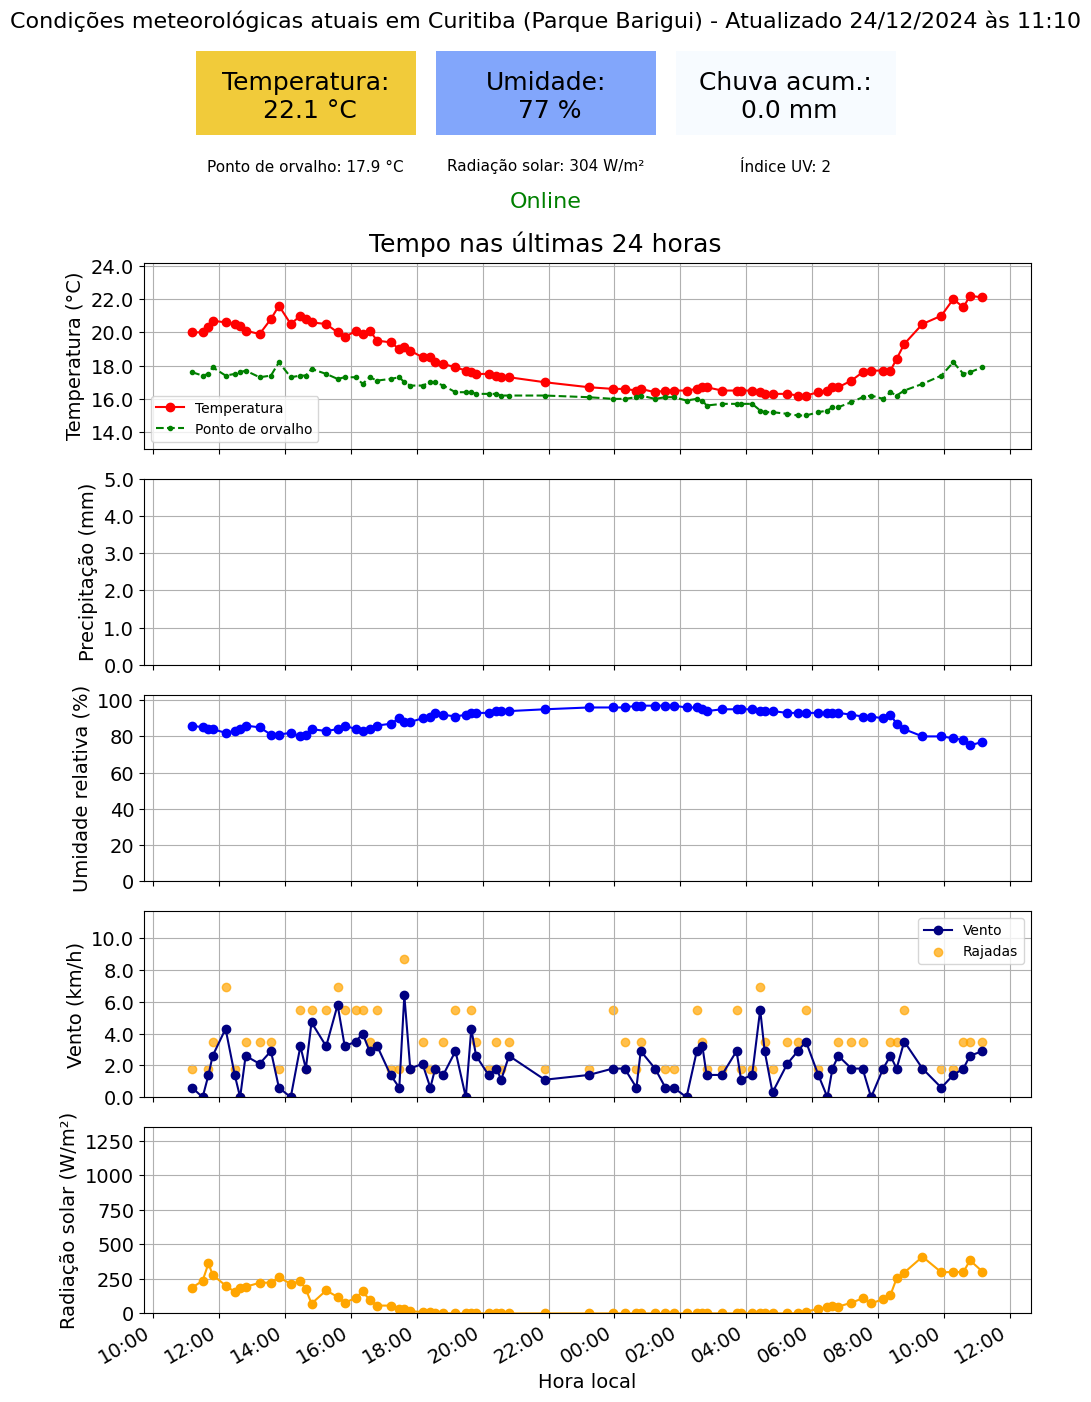 Condições meteorológicas atuais em Curitiba (Parque Barigui) - Atualizado 24/12/2024 às 11:10
Temperatura:
22.1 °C
Umidade:
77 %
Chuva acum.:
0.0 mm
Ponto de orvalho: 17.9 °C
Radiação solar: 304 W/m²
Índice UV: 2
Online
Tempo nas últimas 24 horas
Temperatura (°C)
24.0
22.0
20.0
18.0
16.0
14.0
Temperatura
Ponto de orvalho
Precipitação (mm)
5.0
4.0
3.0
2.0
1.0
0.0
Umidade relativa (%)
100
80
60
40
20
0
Vento (km/h)
10.0
8.0
6.0
4.0
2.0
0.0
Vento
Rajadas
Radiação solar (W/m²)
1250
1000
750
500
250
0
10:00
12:00
14:00
16:00
18:00
20:00
22:00
00:00
02:00
04:00
06:00
08:00
10:00
12:00
Hora local